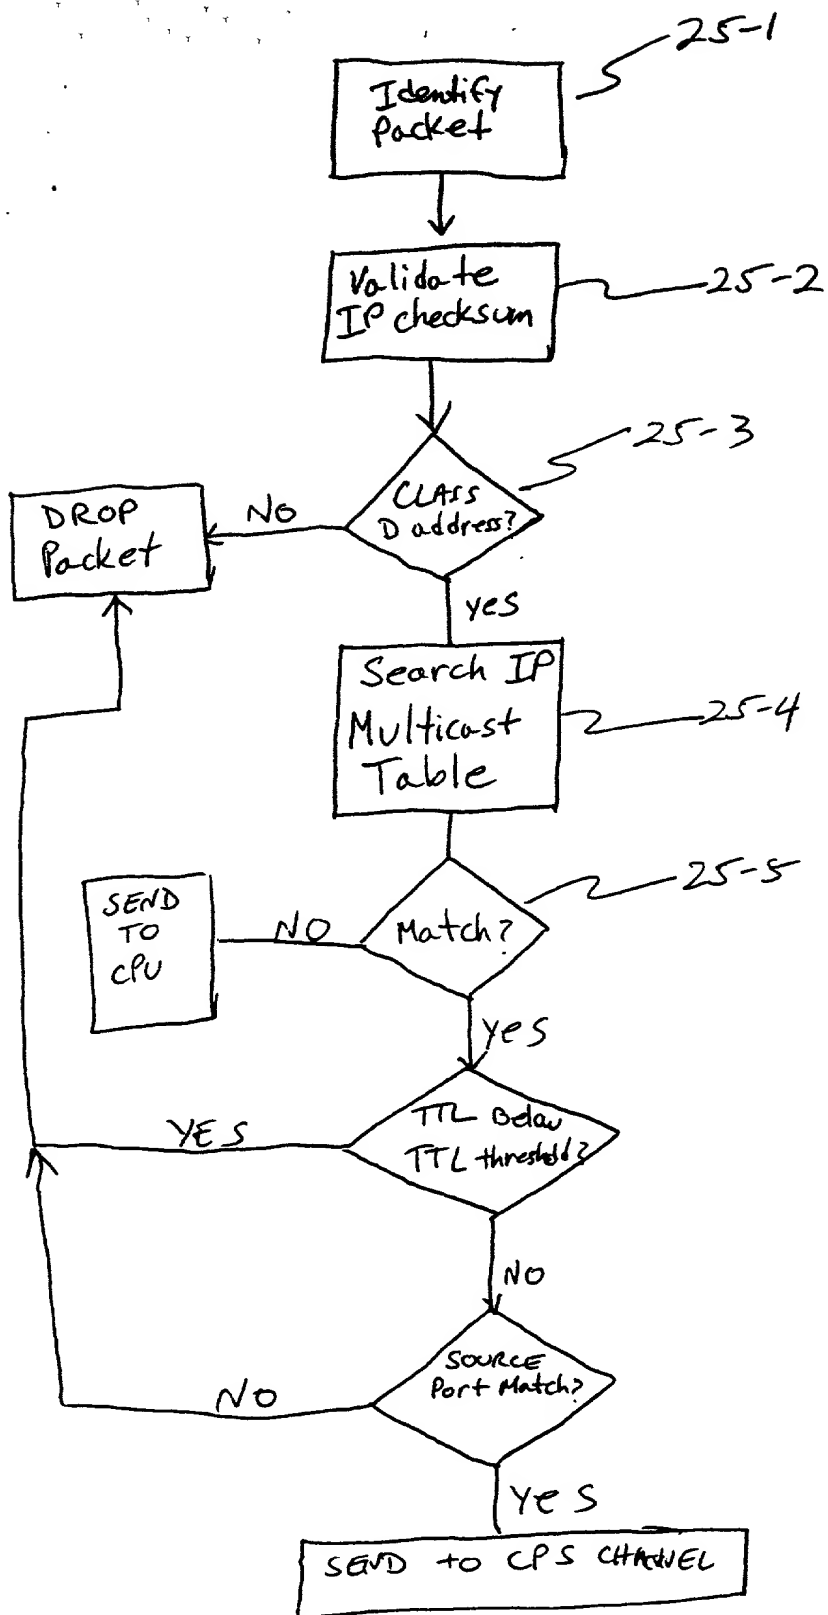 25-1
Identify
Packet
Validate
IP checksum
25-2
25-3
CLASS
D address?
NO
DROP
Packet
yes
Search IP
Multicast
Table
25-4
25-5
Match?
NO
SEND
TO
CPU
yes
TTL Below
TTL threshold?
YES
NO
SOURCE
Port Match?
NO
YES
SEND to CPS CHANNEL